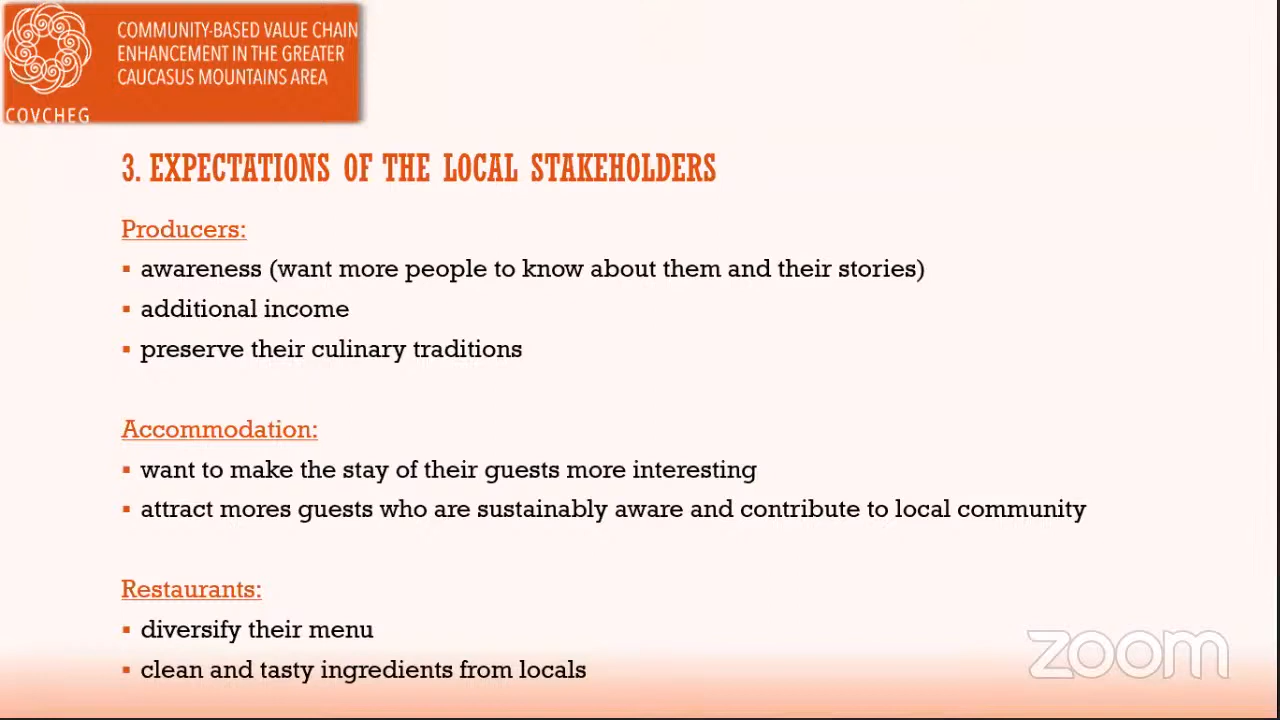 COMMUNITY-BASED VALUE CHAIN
ENHANCEMENT IN THE GREATER
CAUCASUS MOUNTAINS AREA
COVCHEG
3. EXPECTATIONS OF THE LOCAL STAKEHOLDERS
Producers:
▪ awareness (want more people to know about them and their stories)
▪ additional income
▪ preserve their culinary traditions
Accommodation:
▪ want to make the stay of their guests more interesting
▪ attract mores guests who are sustainably aware and contribute to local community
Restaurants:
▪ diversify their menu
▪ clean and tasty ingredients from locals
zoom